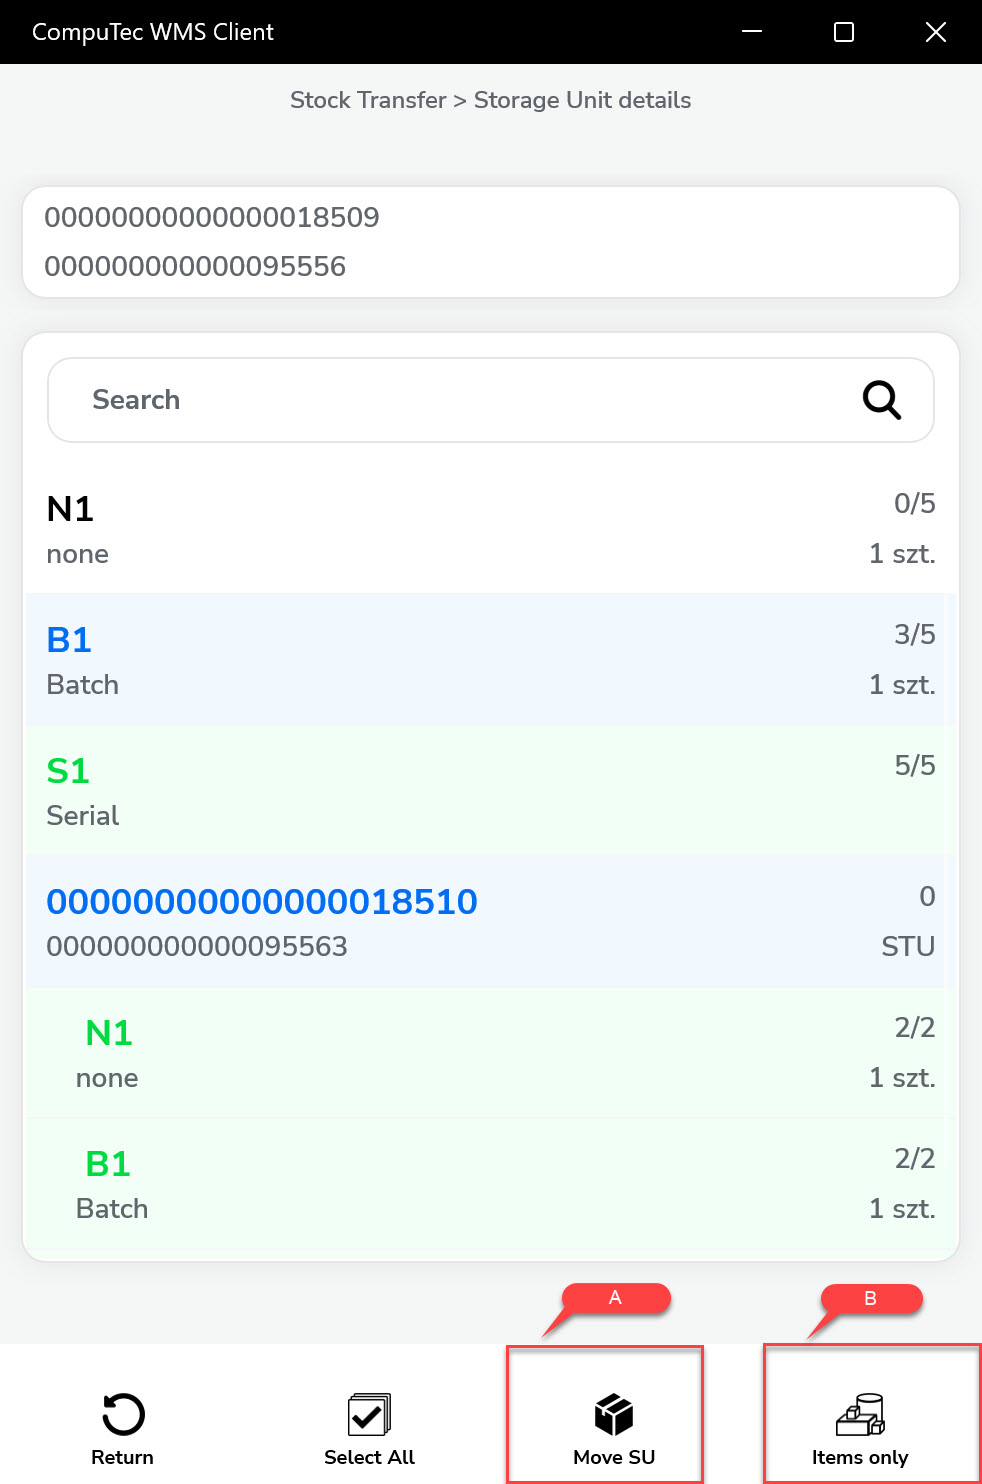 CompuTec WMS Client
Stock Transfer > Storage Unit details
00000000000000018509
000000000000095556
Search
N1 0/5
none 1 szt.
B1 3/5
Batch 1 szt.
S1 5/5
Serial
00000000000000018510 0
000000000000095563 STU
N1 2/2
none 1 szt.
B1 2/2
Batch 1 szt.
A B
Return Select All Move SU Items only